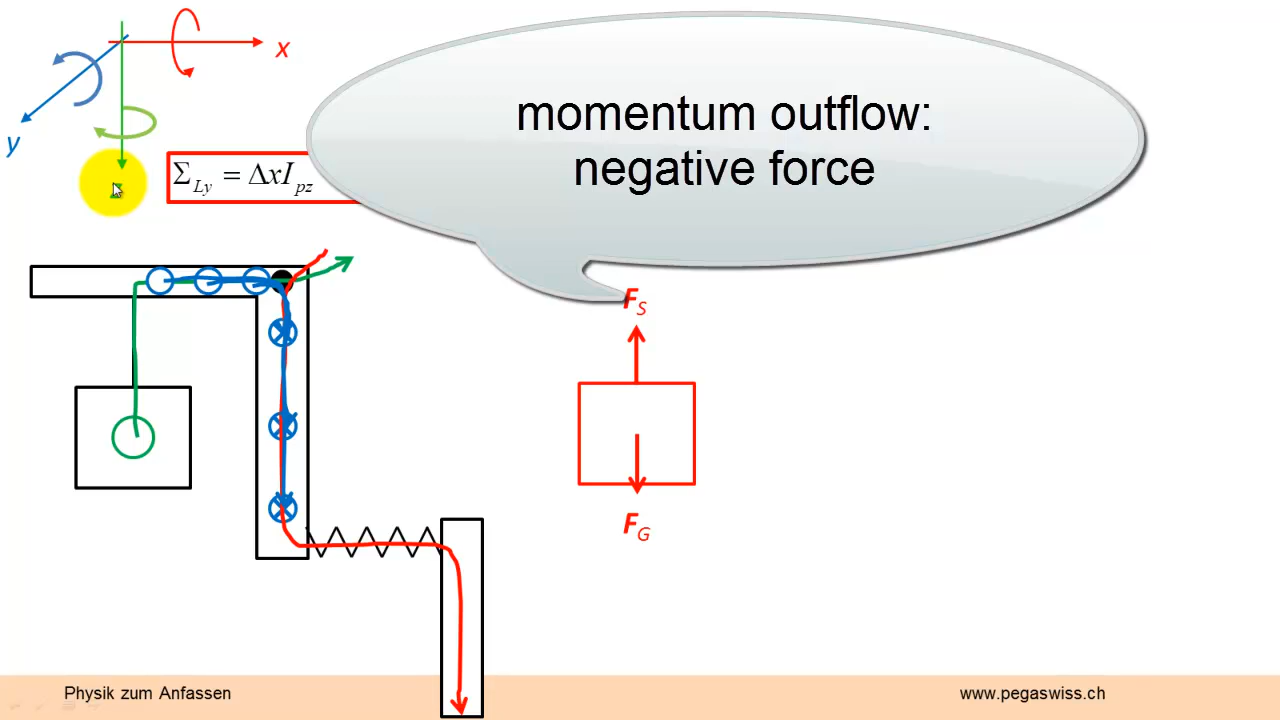 x
y
momentum outflow:
negative force
Σ_Ly = ΔxI_pz
F_S
F_G
Physik zum Anfassen
www.pegaswiss.ch